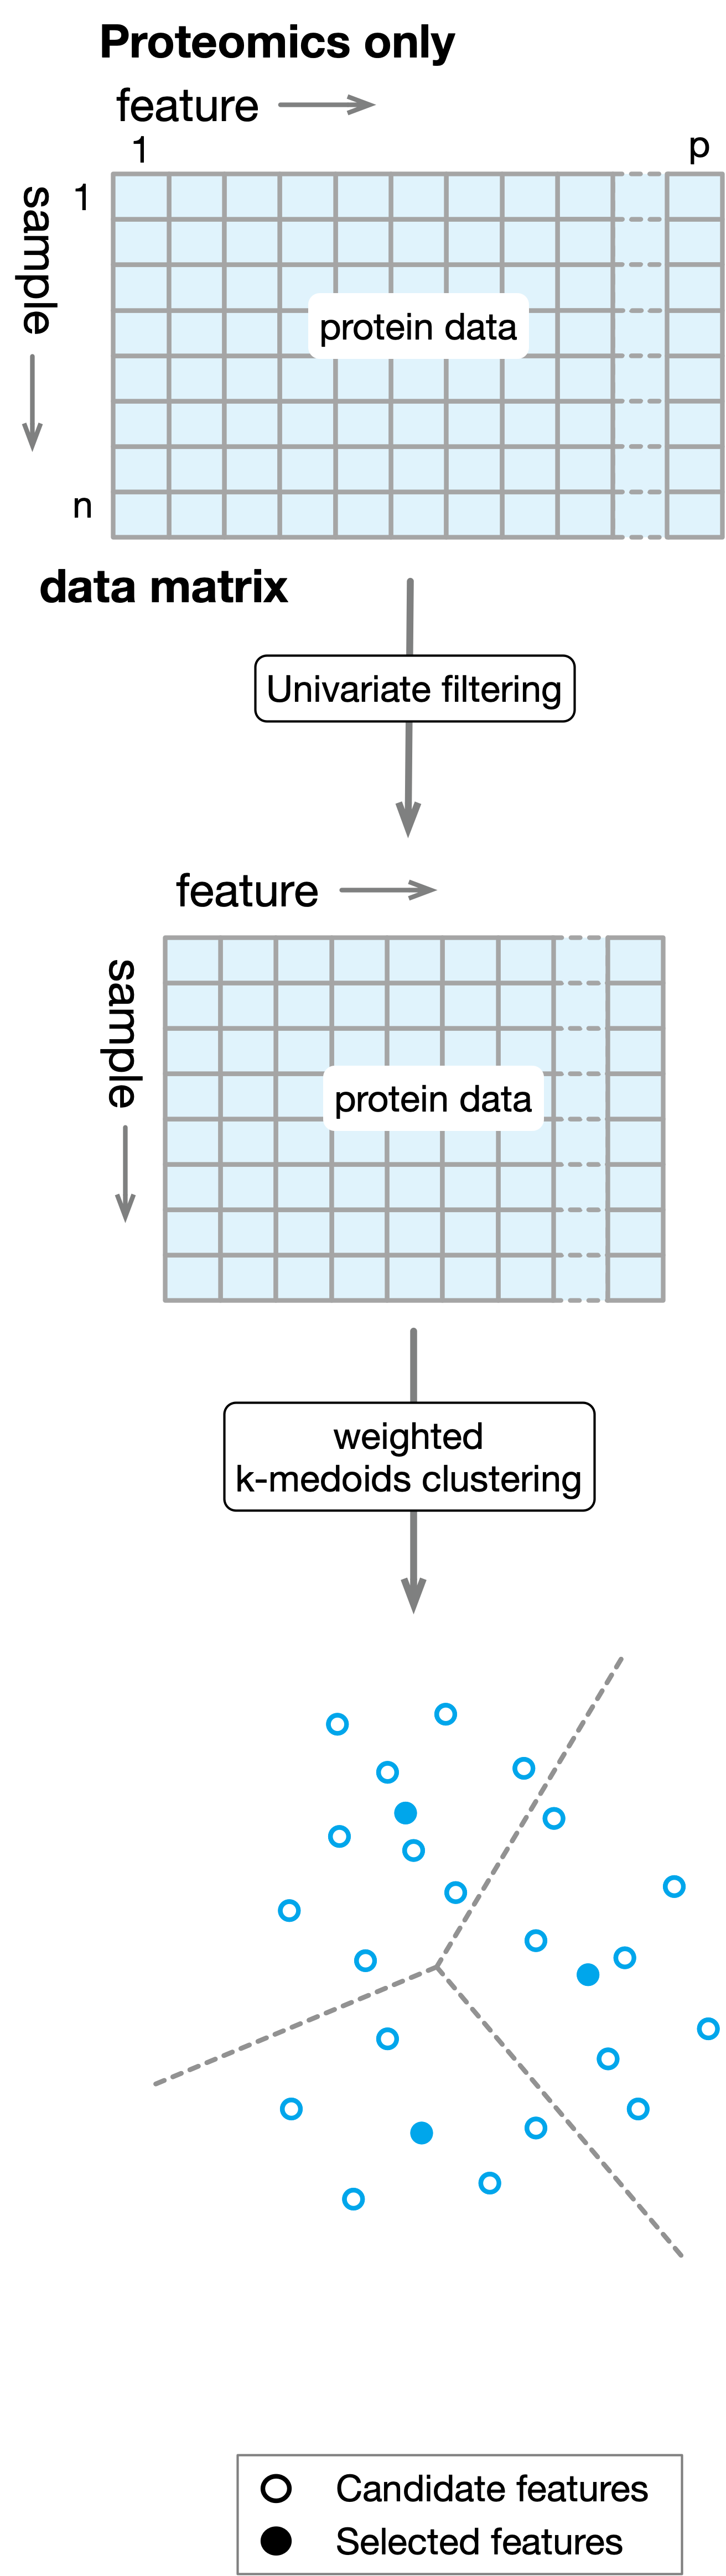 Proteomics only
feature
1
p
1
sample
protein data
n
data matrix
Univariate filtering
feature
sample
protein data
weighted
k-medoids clustering
Candidate features
Selected features